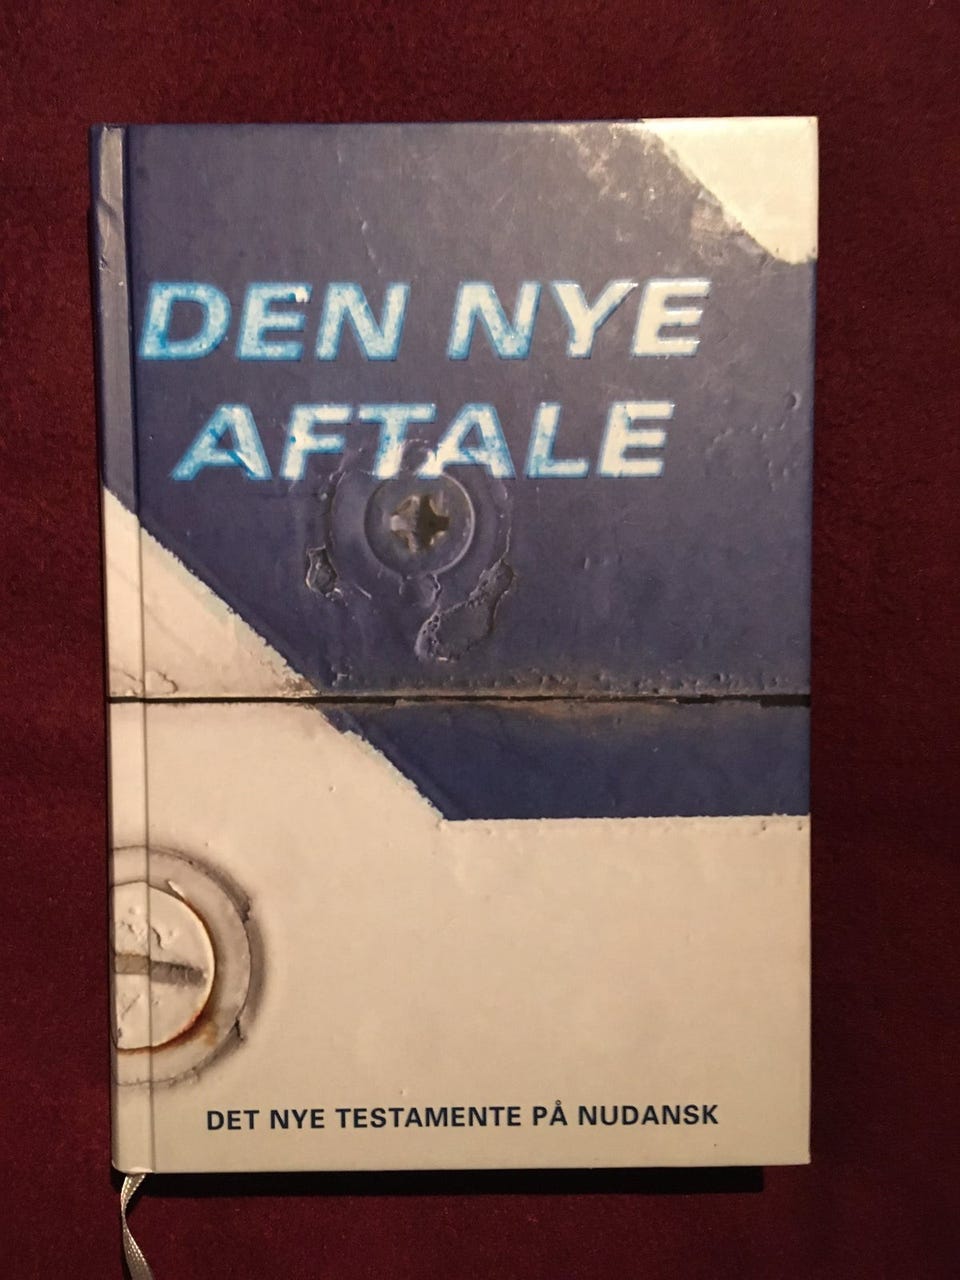 DEN NYE
AFTALE
DET NYE TESTAMENTE PÅ NUDANSK